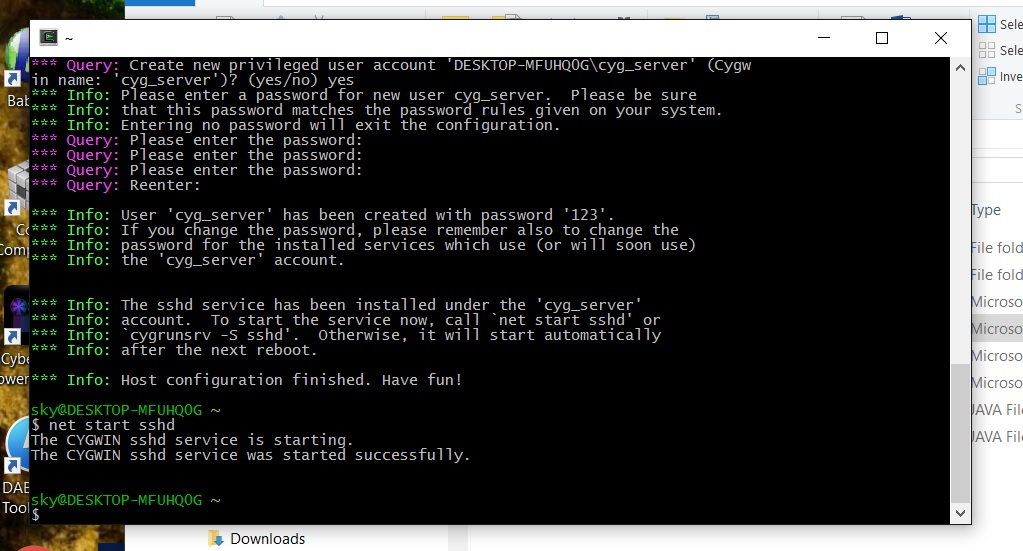 ~
*** Query: Create new privileged user account 'DESKTOP-MFUHQOG\cyg_server' (Cygw
in name: 'cyg_server')? (yes/no) yes
*** Info: Please enter a password for new user cyg_server.  Please be sure
*** Info: that this password matches the password rules given on your system.
*** Info: Entering no password will exit the configuration.
*** Query: Please enter the password:
*** Query: Please enter the password:
*** Query: Please enter the password:
*** Query: Reenter:
*** Info: User 'cyg_server' has been created with password '123'.
*** Info: If you change the password, please remember also to change the
*** Info: password for the installed services which use (or will soon use)
*** Info: the 'cyg_server' account.
*** Info: The sshd service has been installed under the 'cyg_server'
*** Info: account.  To start the service now, call `net start sshd' or
*** Info: `cygrunsrv -S sshd'.  Otherwise, it will start automatically
*** Info: after the next reboot.
*** Info: Host configuration finished. Have fun!
sky@DESKTOP-MFUHQOG ~
$ net start sshd
The CYGWIN sshd service is starting.
The CYGWIN sshd service was started successfully.
sky@DESKTOP-MFUHQOG ~
$
Sele
Sele
Inve
S
Type
File fold
File fold
Microso
Microso
Microso
Microso
JAVA File
JAVA File
Bab
Co
Comp
Cybe
ower
DAE
Tool
Downloads